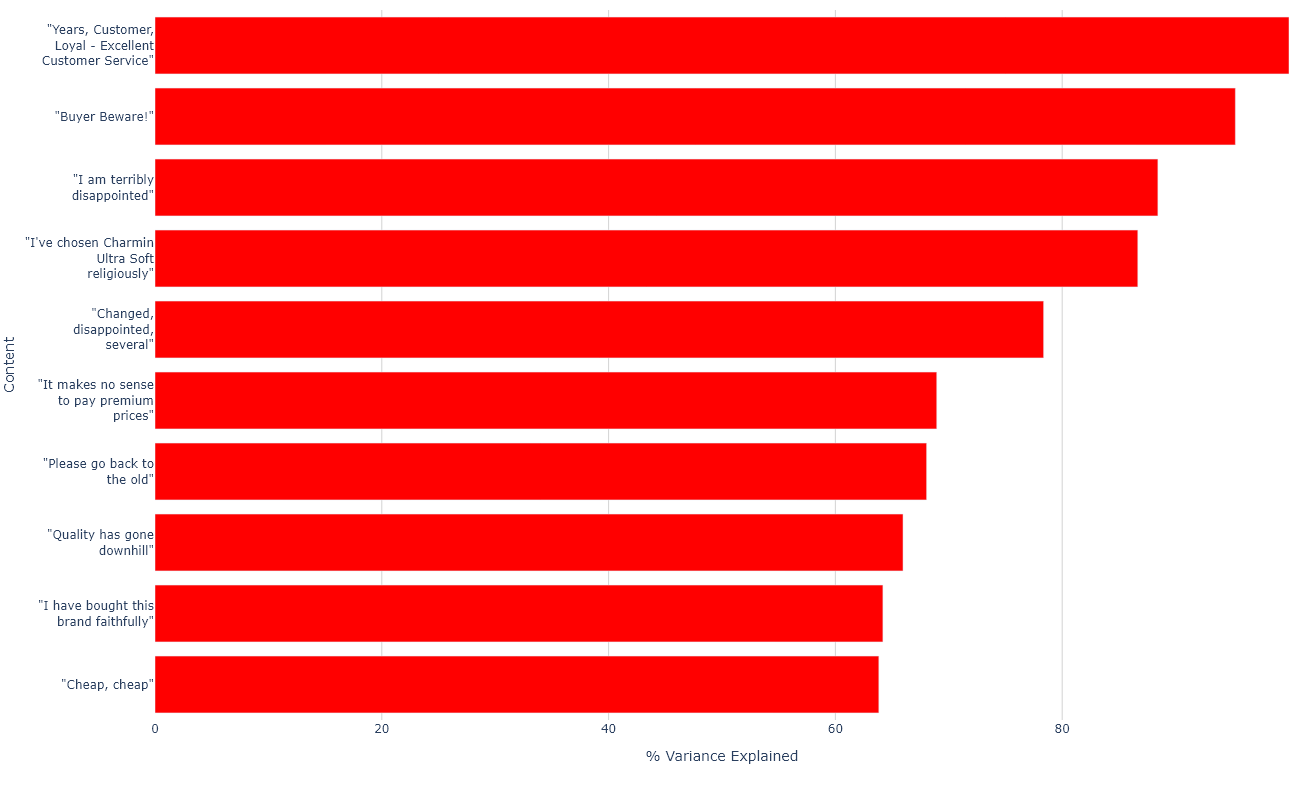 "Years, Customer,
Loyal - Excellent
Customer Service"
"Buyer Beware!"
"I am terribly
disappointed"
"I've chosen Charmin
Ultra Soft
religiously"
"Changed,
disappointed,
several"
"It makes no sense
to pay premium
prices"
"Please go back to
the old"
"Quality has gone
downhill"
"I have bought this
brand faithfully"
"Cheap, cheap"
Content
0 20 40 60 80
% Variance Explained